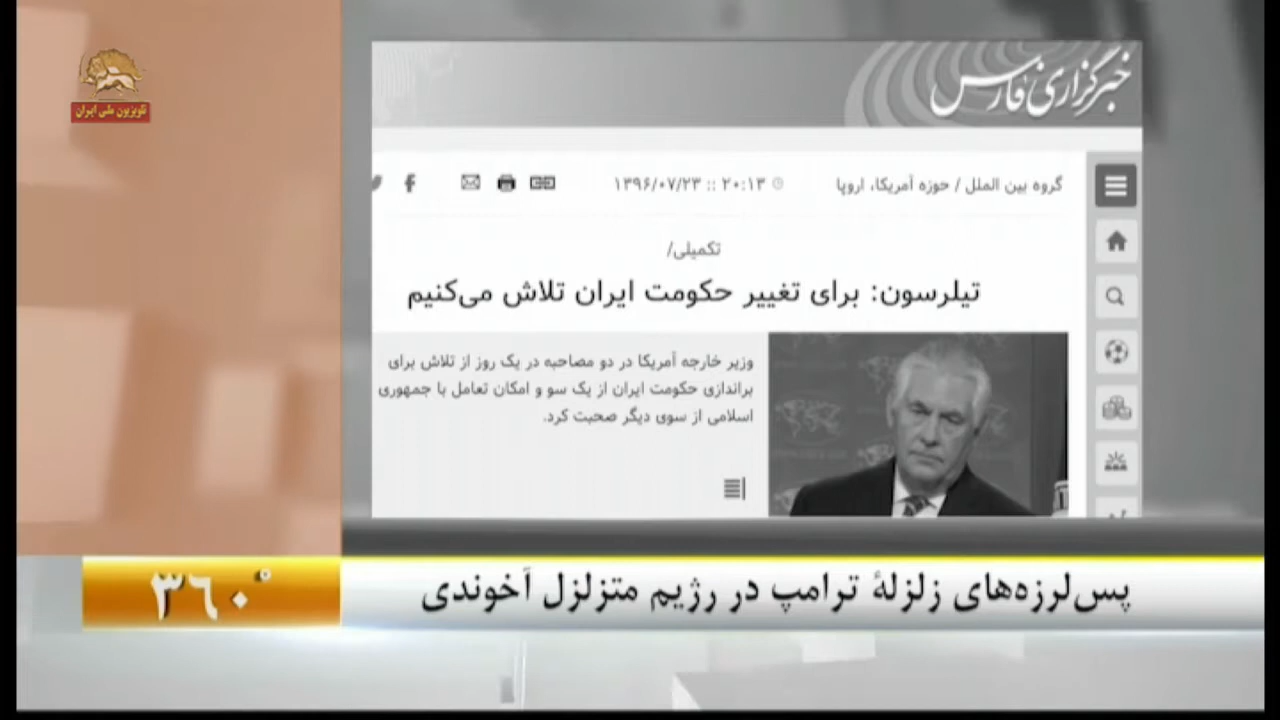 تلویزیون ملی ایران
خبرگزاری فارس
گروه بین الملل / حوزه آمریکا، اروپا
۱۳۹۶/۰۷/۲۳ :: ۲۰:۱۳
تکمیلی/
تیلرسون: برای تغییر حکومت ایران تلاش می‌کنیم
وزیر خارجه آمریکا در دو مصاحبه در یک روز از تلاش برای
براندازی حکومت ایران از یک سو و امکان تعامل با جمهوری
اسلامی از سوی دیگر صحبت کرد.
پس‌لرزه‌های زلزلهٔ ترامپ در رژیم متزلزل آخوندی
۳۶۰°